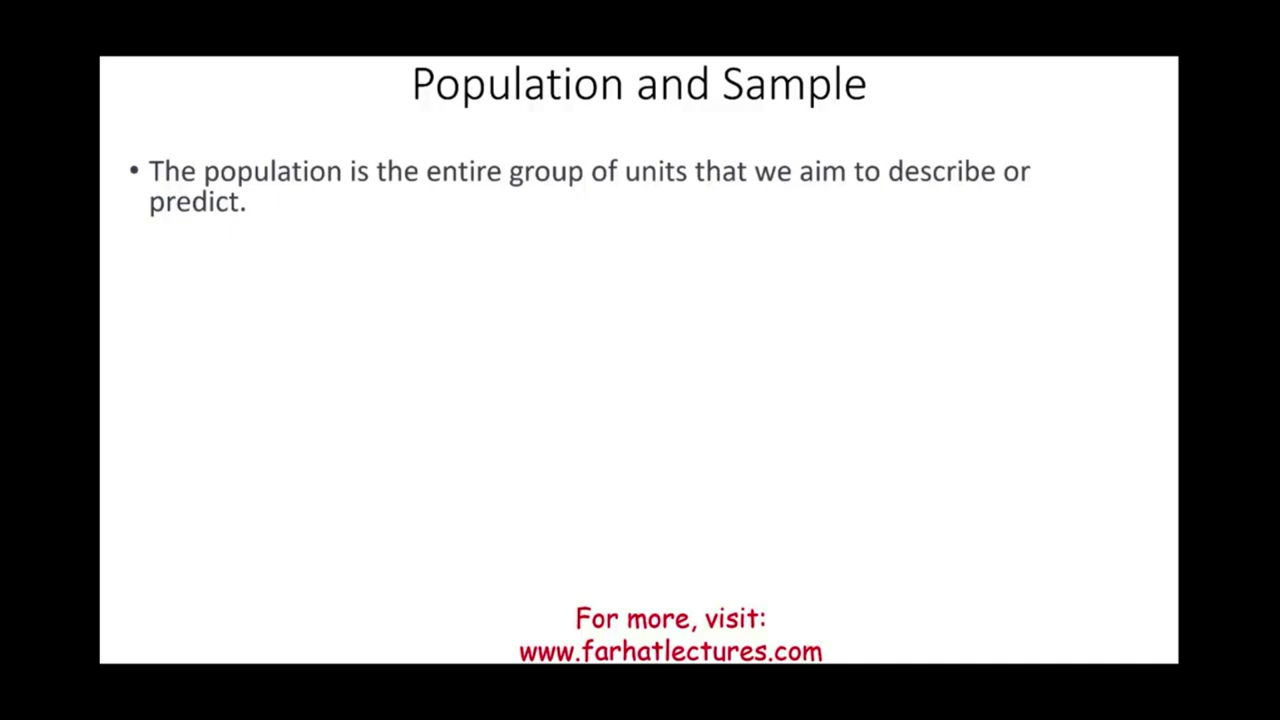 Population and Sample
• The population is the entire group of units that we aim to describe or
predict.
For more, visit:
www.farhatlectures.com